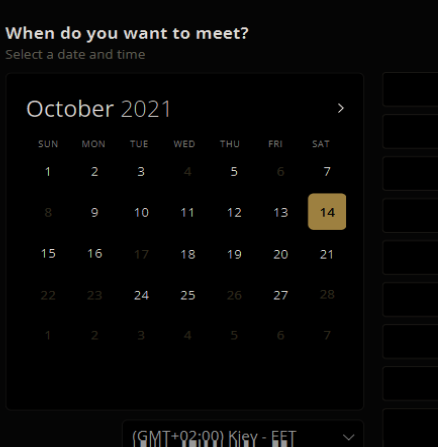 When do you want to meet?
Select a date and time
October 2021 >
SUN MON TUE WED THU FRI SAT
1 2 3 4 5 6 7
8 9 10 11 12 13 14
15 16 17 18 19 20 21
22 23 24 25 26 27 28
1 2 3 4 5 6 7
(GMT+02:00) Kiev - EET